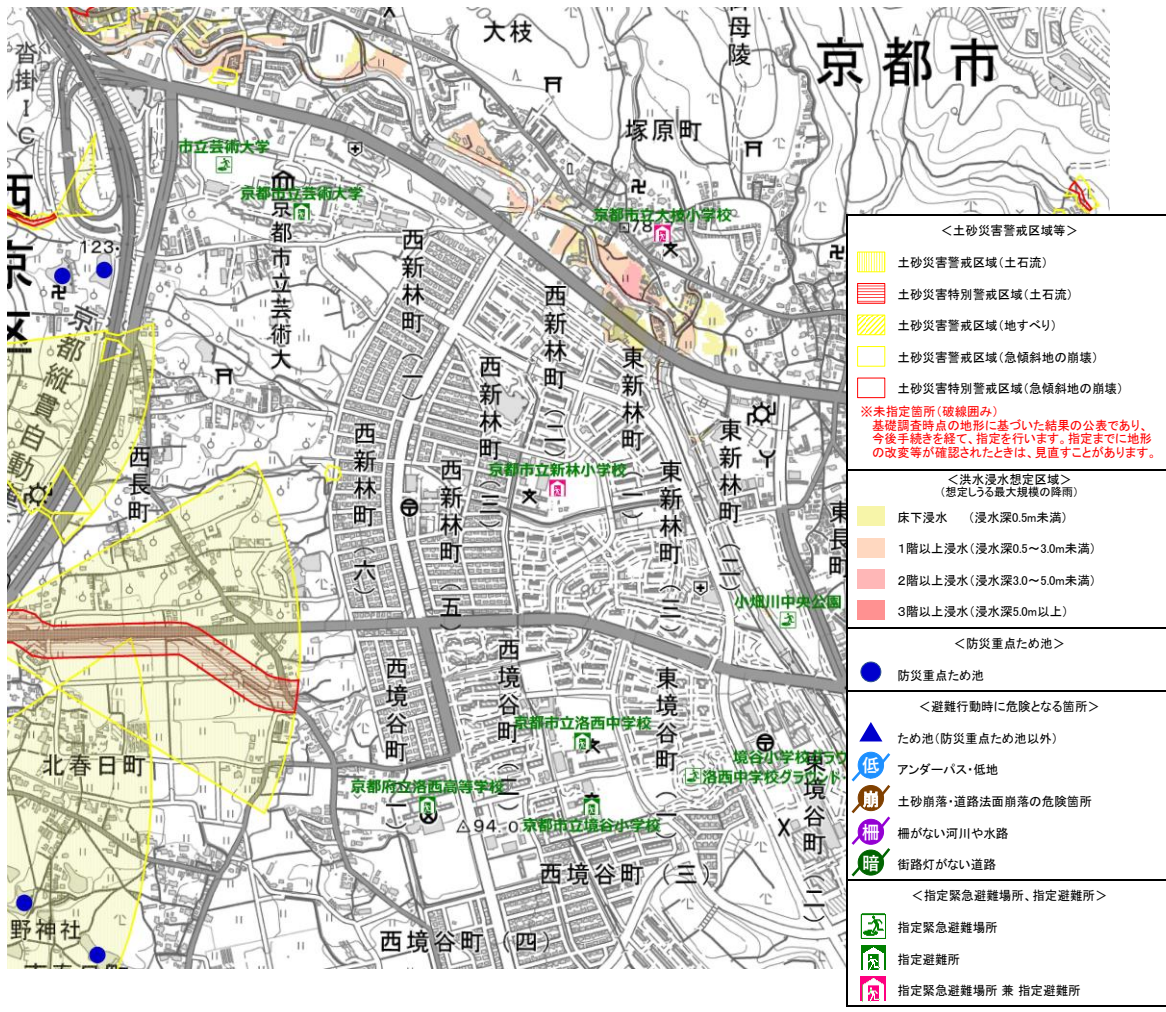 大枝
御母陵
京都市
沓掛IC
塚原町
市立芸術大学
京都市立芸術大学
京都市立芸術大
京都市立大枝小学校
78
西京区
123
西新林町(一)
西新林町(二)
京都縦貫自動
西新林町(三)
東新林町(一)
東新林町(二)
西長町
西新林町(六)
西新林町(五)
京都市立新林小学校
東新林町(三)
東長町
小畑川中央公園
西境谷町(一)
西境谷町(二)
東境谷町(一)
京都市立洛西中学校
境谷小学校グラウ
洛西中学校グラウンド
東境谷町(二)
北春日町
京都府立洛西高等学校
94.0
京都市立境谷小学校
西境谷町(三)
野神社
西境谷町(四)
<土砂災害警戒区域等>
土砂災害警戒区域(土石流)
土砂災害特別警戒区域(土石流)
土砂災害警戒区域(地すべり)
土砂災害警戒区域(急傾斜地の崩壊)
土砂災害特別警戒区域(急傾斜地の崩壊)
※未指定箇所(破線囲み)
基礎調査時点の地形に基づいた結果の公表であり、
今後手続きを経て、指定を行います。指定までに地形
の改変等が確認されたときは、見直すことがあります。
<洪水浸水想定区域>
(想定しうる最大規模の降雨)
床下浸水 (浸水深0.5m未満)
1階以上浸水(浸水深0.5~3.0m未満)
2階以上浸水(浸水深3.0~5.0m未満)
3階以上浸水(浸水深5.0m以上)
<防災重点ため池>
防災重点ため池
<避難行動時に危険となる箇所>
ため池(防災重点ため池以外)
低 アンダーパス・低地
崩 土砂崩落・道路法面崩落の危険箇所
柵 柵がない河川や水路
暗 街路灯がない道路
<指定緊急避難場所、指定避難所>
指定緊急避難場所
指定避難所
指定緊急避難場所 兼 指定避難所